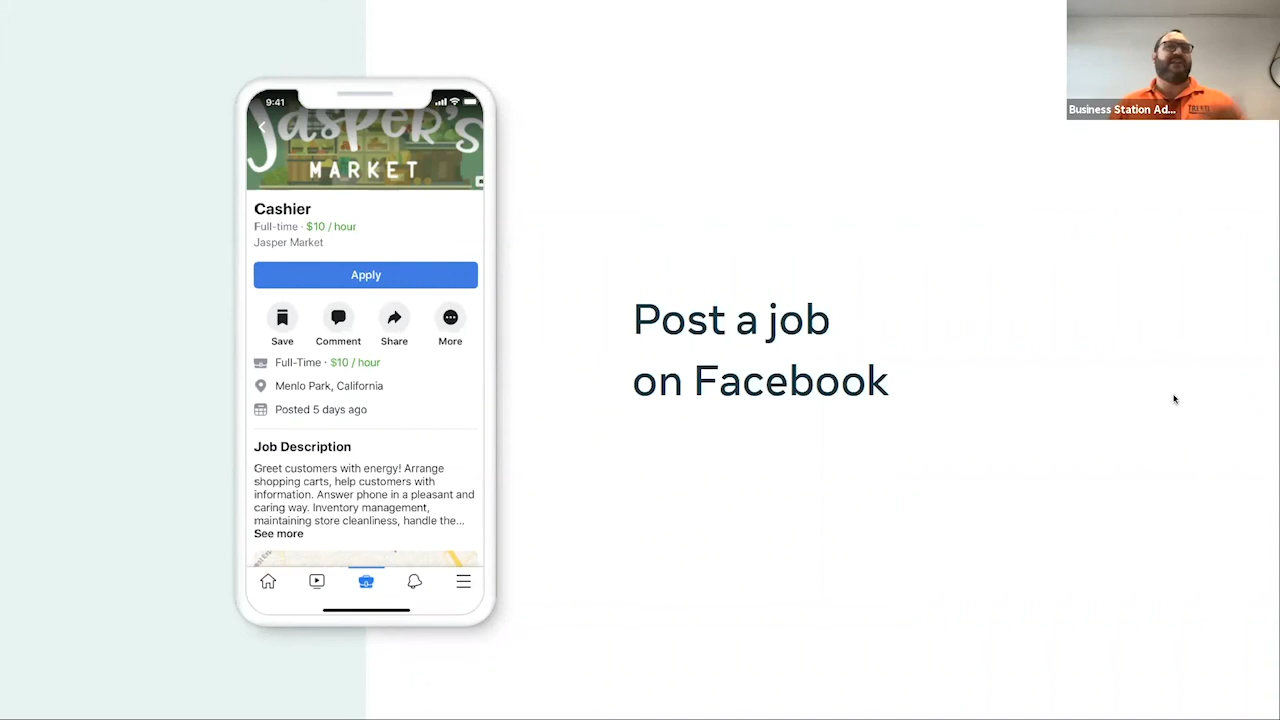 9:41
Jasper's
MARKET
Cashier
Full-time · $10 / hour
Jasper Market
Apply
Save Comment Share More
Full-Time · $10 / hour
Menlo Park, California
Posted 5 days ago
Job Description
Greet customers with energy! Arrange
shopping carts, help customers with
information. Answer phone in a pleasant and
caring way. Inventory management,
maintaining store cleanliness, handle the...
See more
Post a job
on Facebook
Business Station Ad...